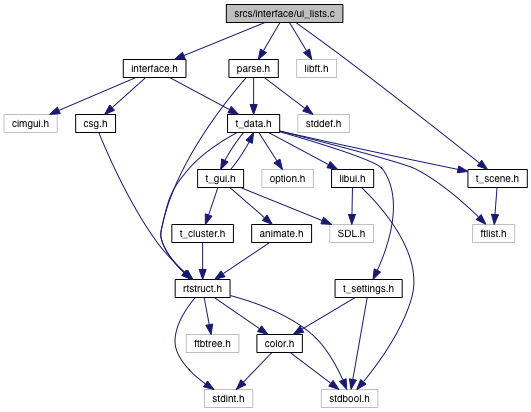 srcs/interface/ui_lists.c
interface.h
parse.h
libft.h
cimgui.h
csg.h
t_data.h
stddef.h
t_gui.h
option.h
libui.h
t_scene.h
t_cluster.h
animate.h
SDL.h
ftlist.h
rtstruct.h
t_settings.h
ftbtree.h
color.h
stdint.h
stdbool.h